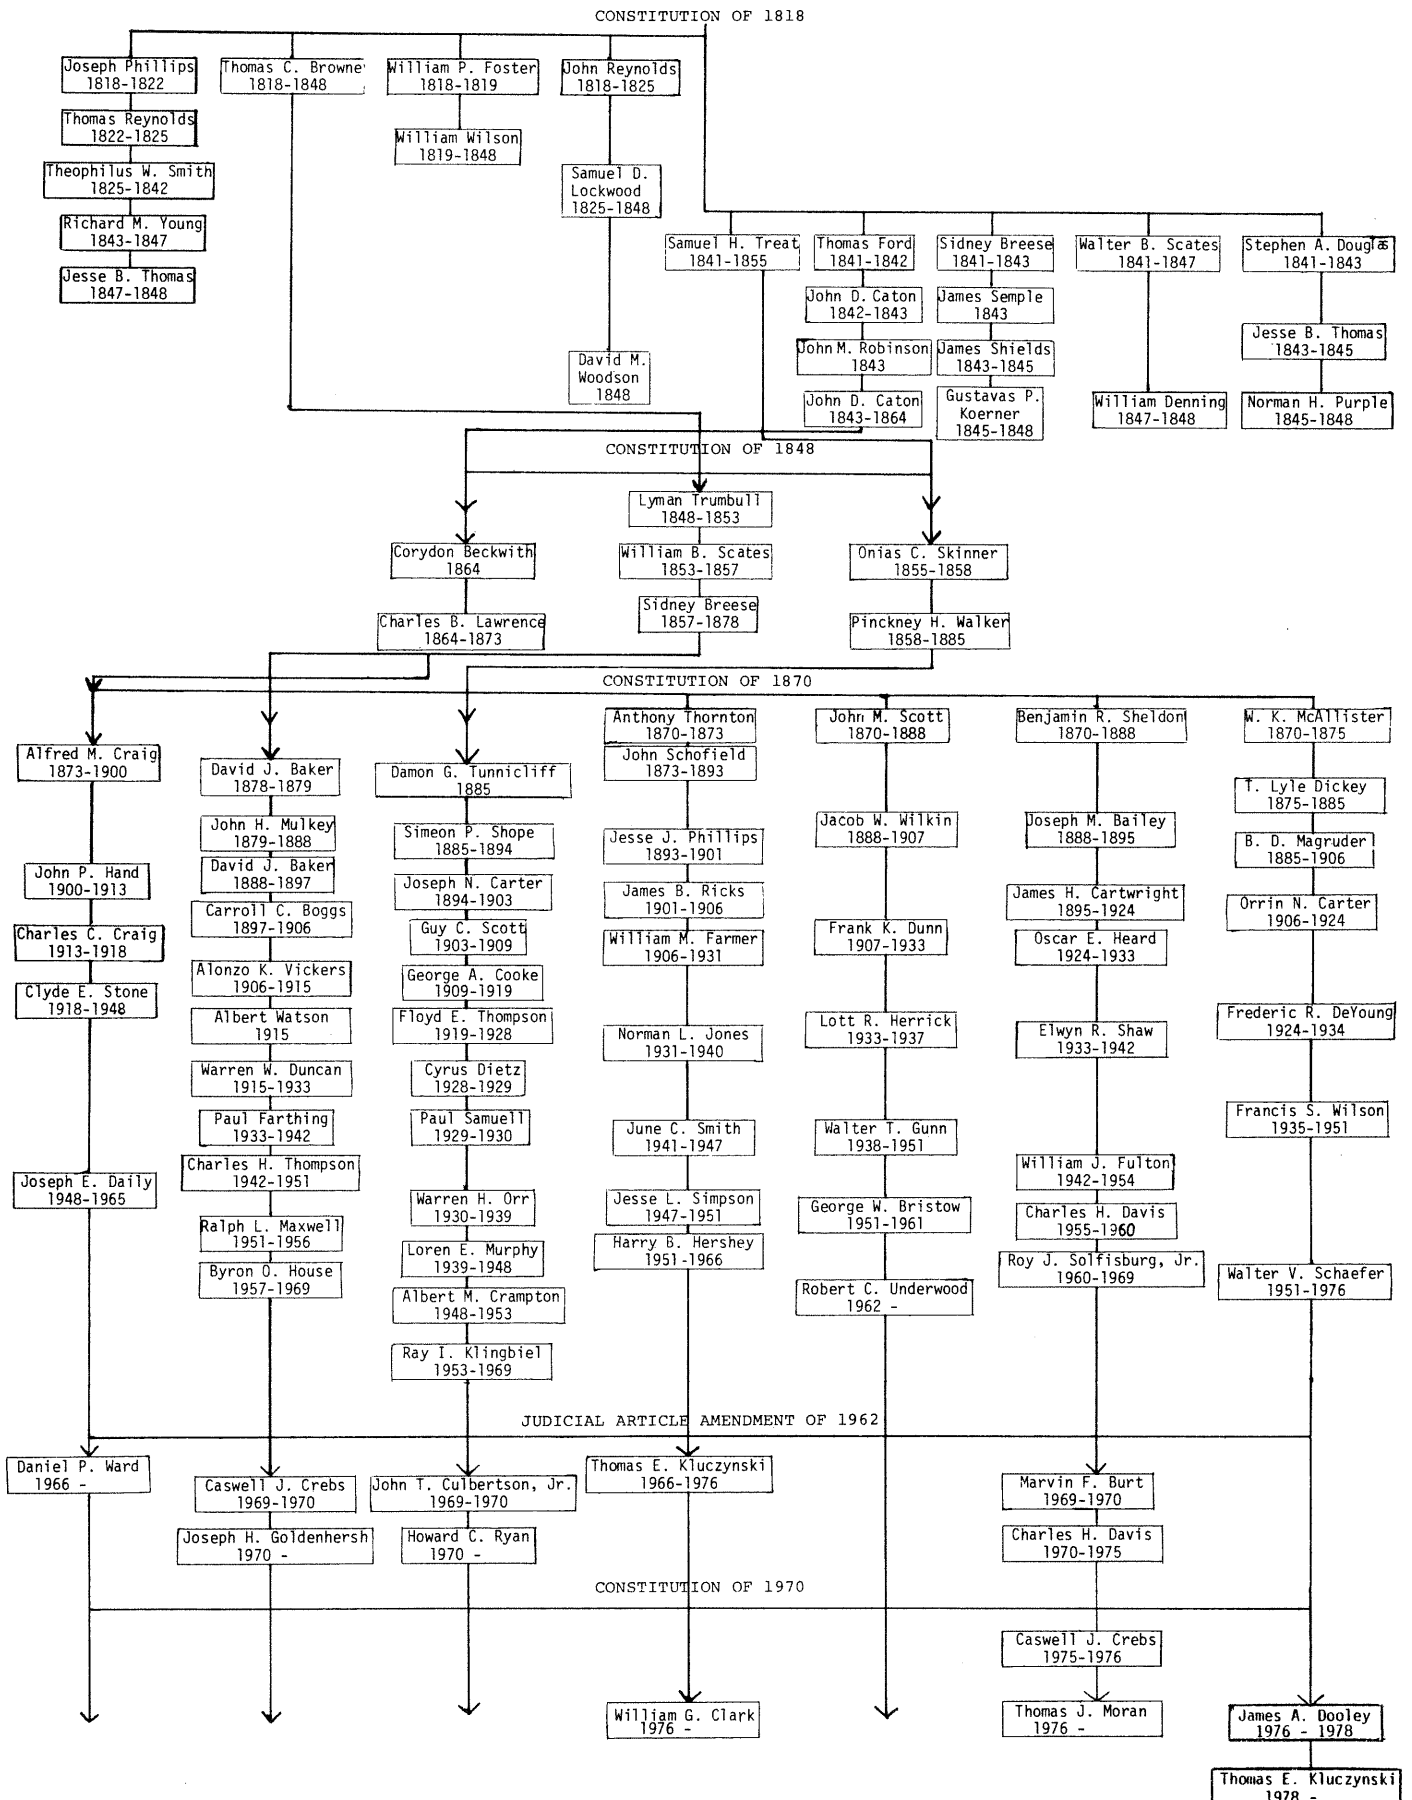 CONSTITUTION OF 1818
Joseph Phillips
1818-1822
Thomas C. Browne
1818-1848
William P. Foster
1818-1819
John Reynolds
1818-1825
Thomas Reynolds
1822-1825
William Wilson
1819-1848
Theophilus W. Smith
1825-1842
Samuel D.
Lockwood
1825-1848
Richard M. Young
1843-1847
Jesse B. Thomas
1847-1848
Samuel H. Treat
1841-1855
Thomas Ford
1841-1842
Sidney Breese
1841-1843
Walter B. Scates
1841-1847
Stephen A. Douglas
1841-1843
John D. Caton
1842-1843
James Semple
1843
John M. Robinson
1843
James Shields
1843-1845
Jesse B. Thomas
1843-1845
David M.
Woodson
1848
John D. Caton
1843-1864
Gustavas P.
Koerner
1845-1848
William Denning
1847-1848
Norman H. Purple
1845-1848
CONSTITUTION OF 1848
Lyman Trumbull
1848-1853
Corydon Beckwith
1864
William B. Scates
1853-1857
Onias C. Skinner
1855-1858
Charles B. Lawrence
1864-1873
Sidney Breese
1857-1878
Pinckney H. Walker
1858-1885
CONSTITUTION OF 1870
Alfred M. Craig
1873-1900
John P. Hand
1900-1913
Charles C. Craig
1913-1918
Clyde E. Stone
1918-1948
Joseph E. Daily
1948-1965
David J. Baker
1878-1879
John H. Mulkey
1879-1888
David J. Baker
1888-1897
Carroll C. Boggs
1897-1906
Alonzo K. Vickers
1906-1915
Albert Watson
1915
Warren W. Duncan
1915-1933
Paul Farthing
1933-1942
Charles H. Thompson
1942-1951
Ralph L. Maxwell
1951-1956
Byron O. House
1957-1969
Damon G. Tunnicliff
1885
Simeon P. Shope
1885-1894
Joseph N. Carter
1894-1903
Guy C. Scott
1903-1909
George A. Cooke
1909-1919
Floyd E. Thompson
1919-1928
Cyrus Dietz
1928-1929
Paul Samuell
1929-1930
Warren H. Orr
1930-1939
Loren E. Murphy
1939-1948
Albert M. Crampton
1948-1953
Ray I. Klingbiel
1953-1969
Anthony Thornton
1870-1873
John Schofield
1873-1893
Jesse J. Phillips
1893-1901
James B. Ricks
1901-1906
William M. Farmer
1906-1931
Norman L. Jones
1931-1940
June C. Smith
1941-1947
Jesse L. Simpson
1947-1951
Harry B. Hershey
1951-1966
John M. Scott
1870-1888
Jacob W. Wilkin
1888-1907
Frank K. Dunn
1907-1933
Lott R. Herrick
1933-1937
Walter T. Gunn
1938-1951
George W. Bristow
1951-1961
Robert C. Underwood
1962 -
Benjamin R. Sheldon
1870-1888
Joseph M. Bailey
1888-1895
James H. Cartwright
1895-1924
Oscar E. Heard
1924-1933
Elwyn R. Shaw
1933-1942
William J. Fulton
1942-1954
Charles H. Davis
1955-1960
Roy J. Solfisburg, Jr.
1960-1969
W. K. McAllister
1870-1875
T. Lyle Dickey
1875-1885
B. D. Magruder
1885-1906
Orrin N. Carter
1906-1924
Frederic R. DeYoung
1924-1934
Francis S. Wilson
1935-1951
Walter V. Schaefer
1951-1976
JUDICIAL ARTICLE AMENDMENT OF 1962
Daniel P. Ward
1966 -
Caswell J. Crebs
1969-1970
Joseph H. Goldenhersh
1970 -
John T. Culbertson, Jr.
1969-1970
Howard C. Ryan
1970 -
Thomas E. Kluczynski
1966-1976
Marvin F. Burt
1969-1970
Charles H. Davis
1970-1975
CONSTITUTION OF 1970
Caswell J. Crebs
1975-1976
William G. Clark
1976 -
Thomas J. Moran
1976 -
James A. Dooley
1976 - 1978
Thomas E. Kluczynski
1978 -